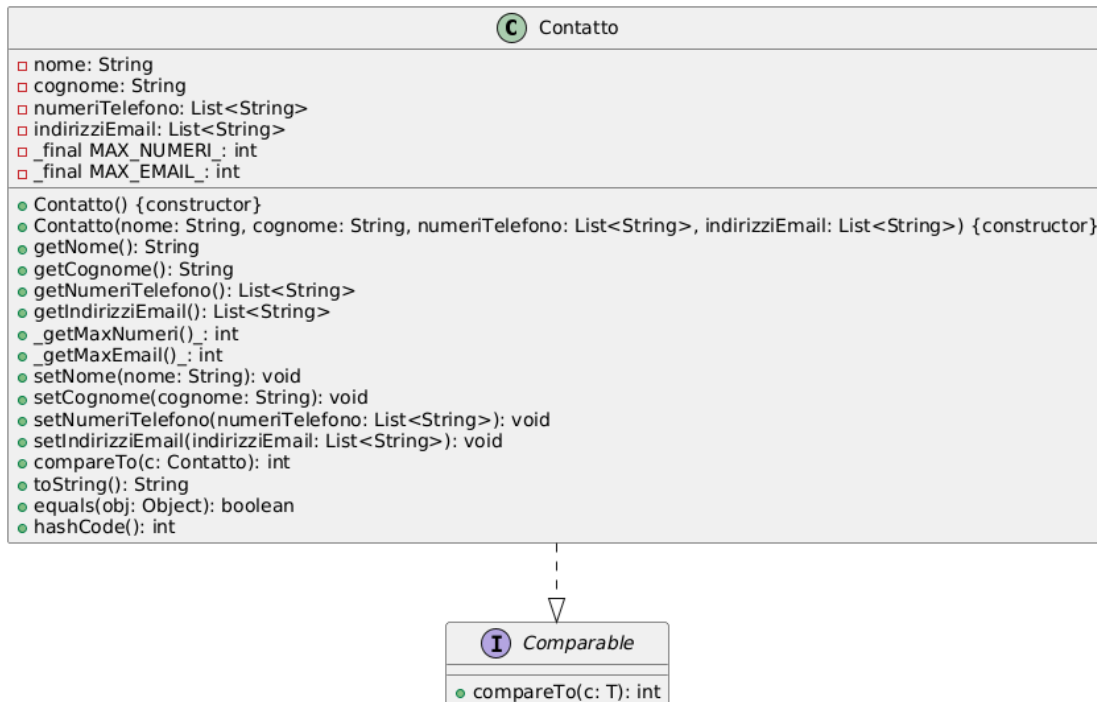 C Contatto
nome: String
cognome: String
numeriTelefono: List<String>
indirizziEmail: List<String>
_final MAX_NUMERI_: int
_final MAX_EMAIL_: int
Contatto() {constructor}
Contatto(nome: String, cognome: String, numeriTelefono: List<String>, indirizziEmail: List<String>) {constructor}
getNome(): String
getCognome(): String
getNumeriTelefono(): List<String>
getIndirizziEmail(): List<String>
_getMaxNumeri()_: int
_getMaxEmail()_: int
setNome(nome: String): void
setCognome(cognome: String): void
setNumeriTelefono(numeriTelefono: List<String>): void
setIndirizziEmail(indirizziEmail: List<String>): void
compareTo(c: Contatto): int
toString(): String
equals(obj: Object): boolean
hashCode(): int
I Comparable
compareTo(c: T): int